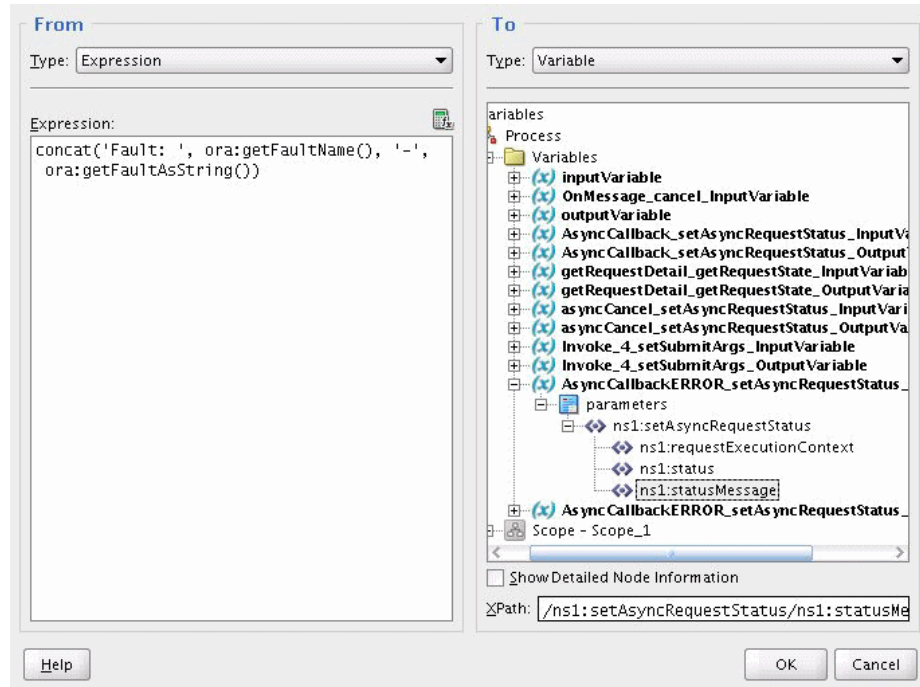 From
Type: Expression
Expression:
concat('Fault: ', ora:getFaultName(), '-',
ora:getFaultAsString())
To
Type: Variable
ariables
Process
Variables
inputVariable
OnMessage_cancel_InputVariable
outputVariable
AsyncCallback_setAsyncRequestStatus_InputVa
AsyncCallback_setAsyncRequestStatus_Output
getRequestDetail_getRequestState_InputVariab
getRequestDetail_getRequestState_OutputVaria
asyncCancel_setAsyncRequestStatus_InputVari
asyncCancel_setAsyncRequestStatus_OutputVa
Invoke_4_setSubmitArgs_InputVariable
Invoke_4_setSubmitArgs_OutputVariable
AsyncCallbackERROR_setAsyncRequestStatus_
parameters
ns1:setAsyncRequestStatus
ns1:requestExecutionContext
ns1:status
ns1:statusMessage
AsyncCallbackERROR_setAsyncRequestStatus_
Scope - Scope_1
Show Detailed Node Information
XPath: /ns1:setAsyncRequestStatus/ns1:statusMe
Help
OK
Cancel